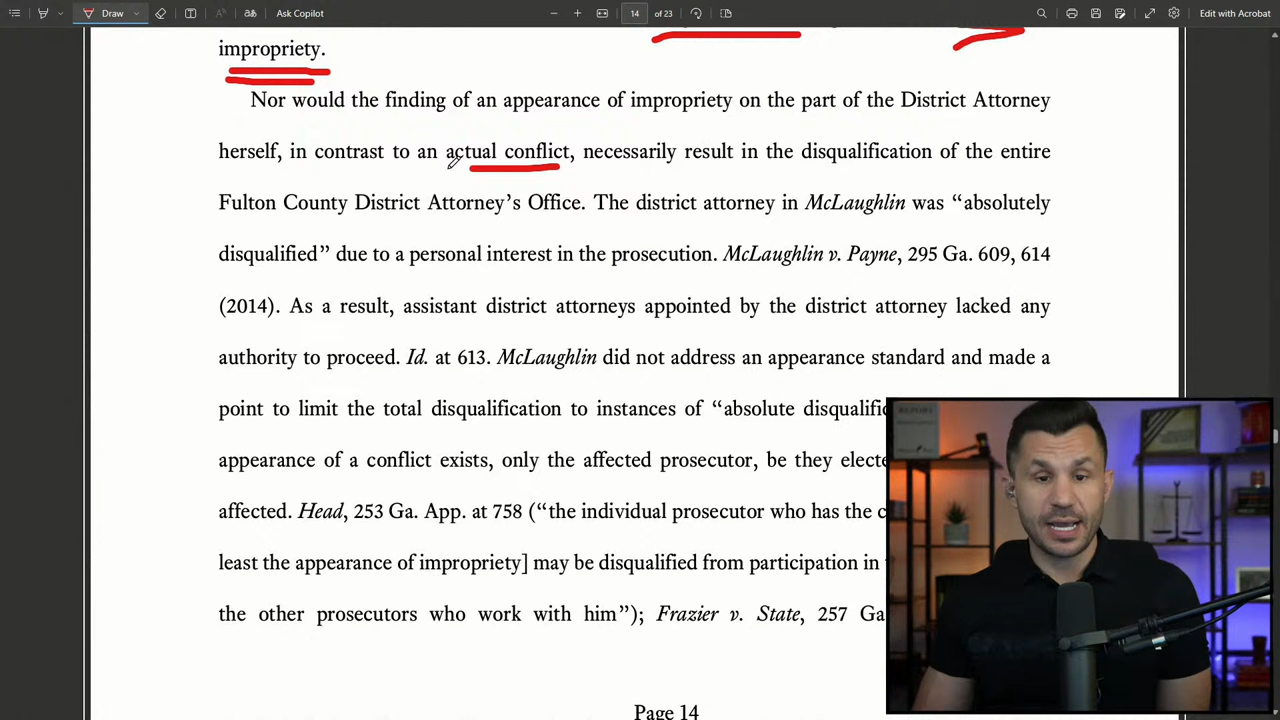 Draw
Ask Copilot
14 of 23
Edit with Acrobat
impropriety.
Nor would the finding of an appearance of impropriety on the part of the District Attorney
herself, in contrast to an actual conflict, necessarily result in the disqualification of the entire
Fulton County District Attorney’s Office. The district attorney in McLaughlin was “absolutely
disqualified” due to a personal interest in the prosecution. McLaughlin v. Payne, 295 Ga. 609, 614
(2014). As a result, assistant district attorneys appointed by the district attorney lacked any
authority to proceed. Id. at 613. McLaughlin did not address an appearance standard and made a
point to limit the total disqualification to instances of “absolute
appearance of a conflict exists, only the affected prosecutor, be they
affected. Head, 253 Ga. App. at 758 (“the individual prosecutor who has the
least the appearance of impropriety] may be disqualified from participation in
the other prosecutors who work with him”); Frazier v. State, 257
Page 14